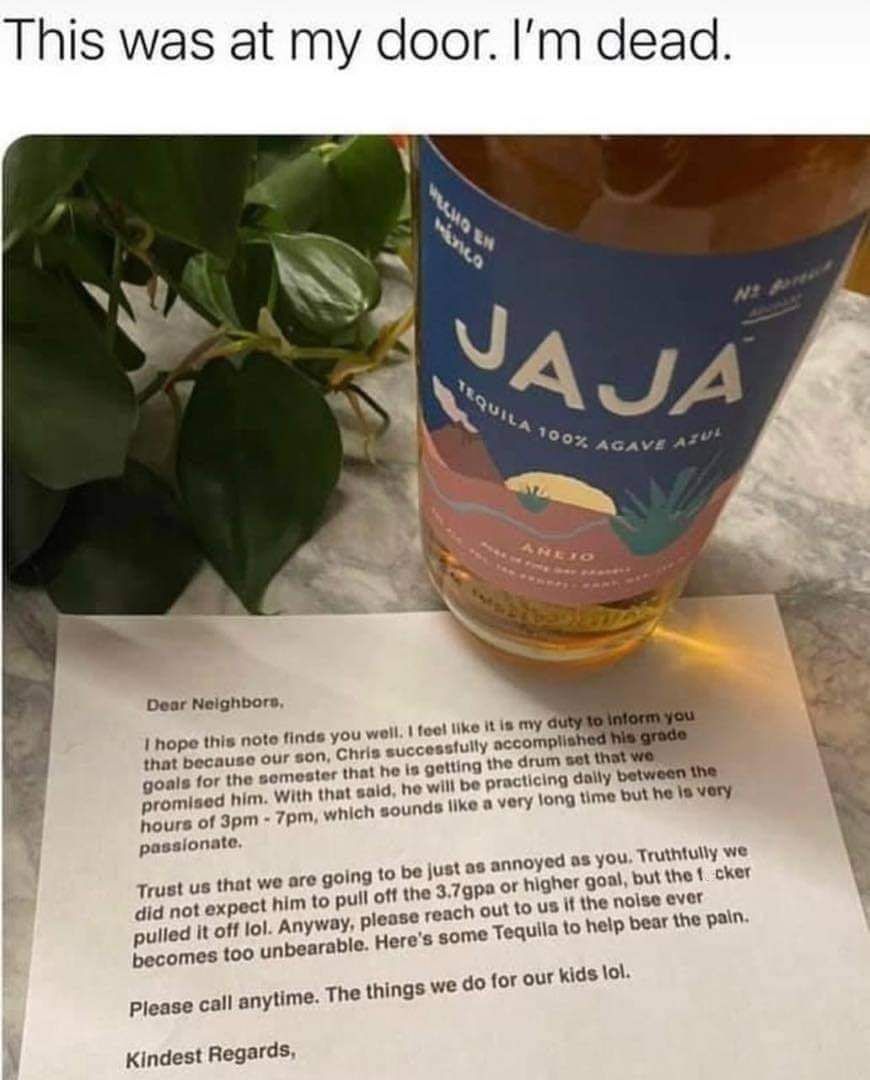 This was at my door. I'm dead.
HECHO EN
MÉXICO
Nº
JAJA
TEQUILA 100% AGAVE AZUL
AÑEJO
Dear Neighbors,
I hope this note finds you well. I feel like it is my duty to inform you
that because our son, Chris successfully accomplished his grade
goals for the semester that he is getting the drum set that we
promised him. With that said, he will be practicing daily between the
hours of 3pm - 7pm, which sounds like a very long time but he is very
passionate.
Trust us that we are going to be just as annoyed as you. Truthfully we
did not expect him to pull off the 3.7gpa or higher goal, but the f cker
pulled it off lol. Anyway, please reach out to us if the noise ever
becomes too unbearable. Here's some Tequila to help bear the pain.
Please call anytime. The things we do for our kids lol.
Kindest Regards,